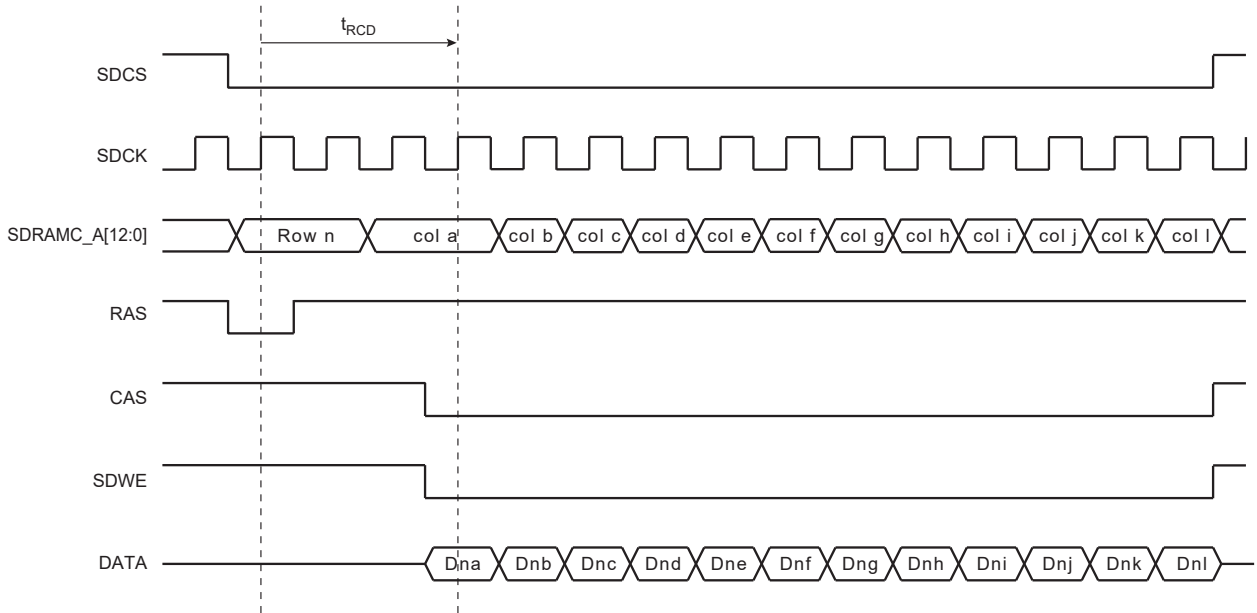 tRCD
SDCS
SDCK
SDRAMC_A[12:0] Row n col a col b col c col d col e col f col g col h col i col j col k col l
RAS
CAS
SDWE
DATA Dna Dnb Dnc Dnd Dne Dnf Dng Dnh Dni Dnj Dnk Dnl